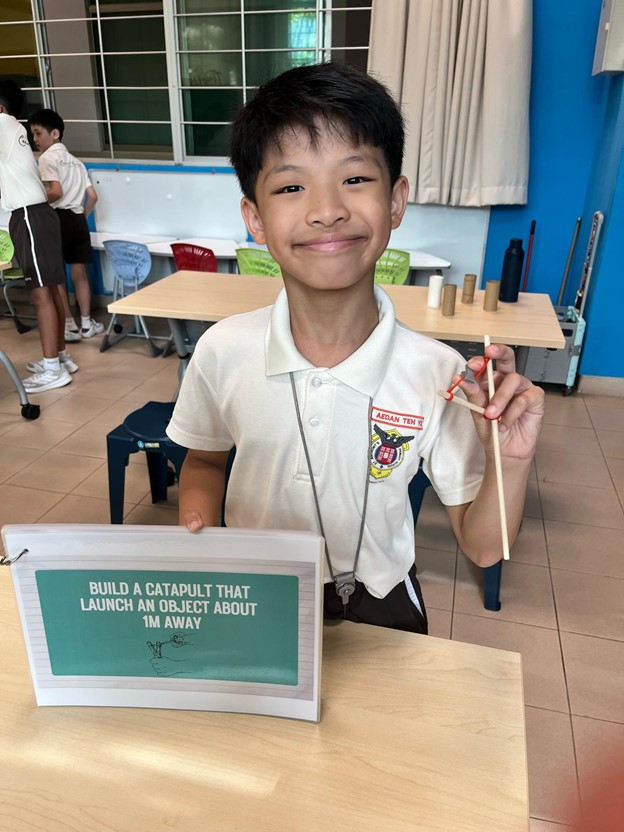 AEDAN TEH
BUILD A CATAPULT THAT
LAUNCH AN OBJECT ABOUT
1M AWAY